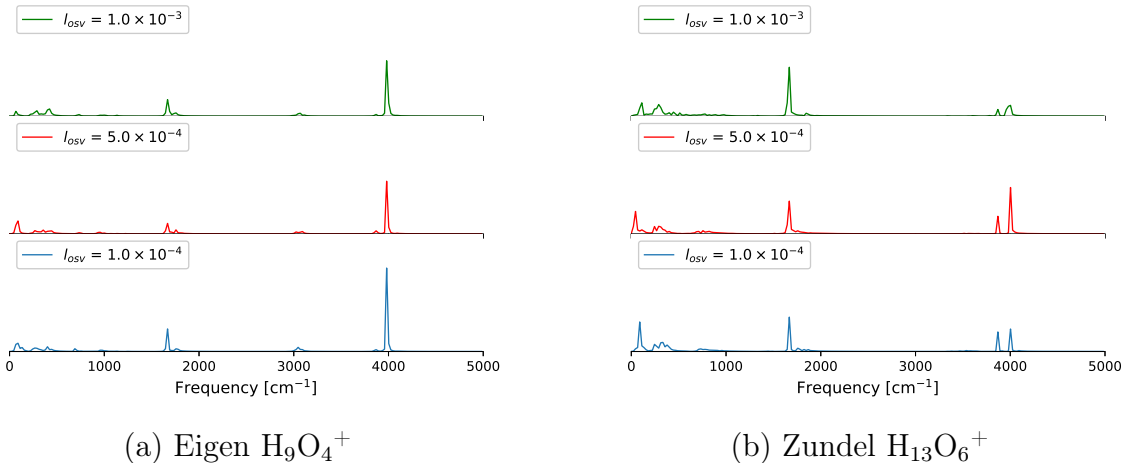 l_osv = 1.0 × 10⁻³
l_osv = 5.0 × 10⁻⁴
l_osv = 1.0 × 10⁻⁴
0 1000 2000 3000 4000 5000
Frequency [cm⁻¹]
(a) Eigen H₉O₄⁺
l_osv = 1.0 × 10⁻³
l_osv = 5.0 × 10⁻⁴
l_osv = 1.0 × 10⁻⁴
0 1000 2000 3000 4000 5000
Frequency [cm⁻¹]
(b) Zundel H₁₃O₆⁺